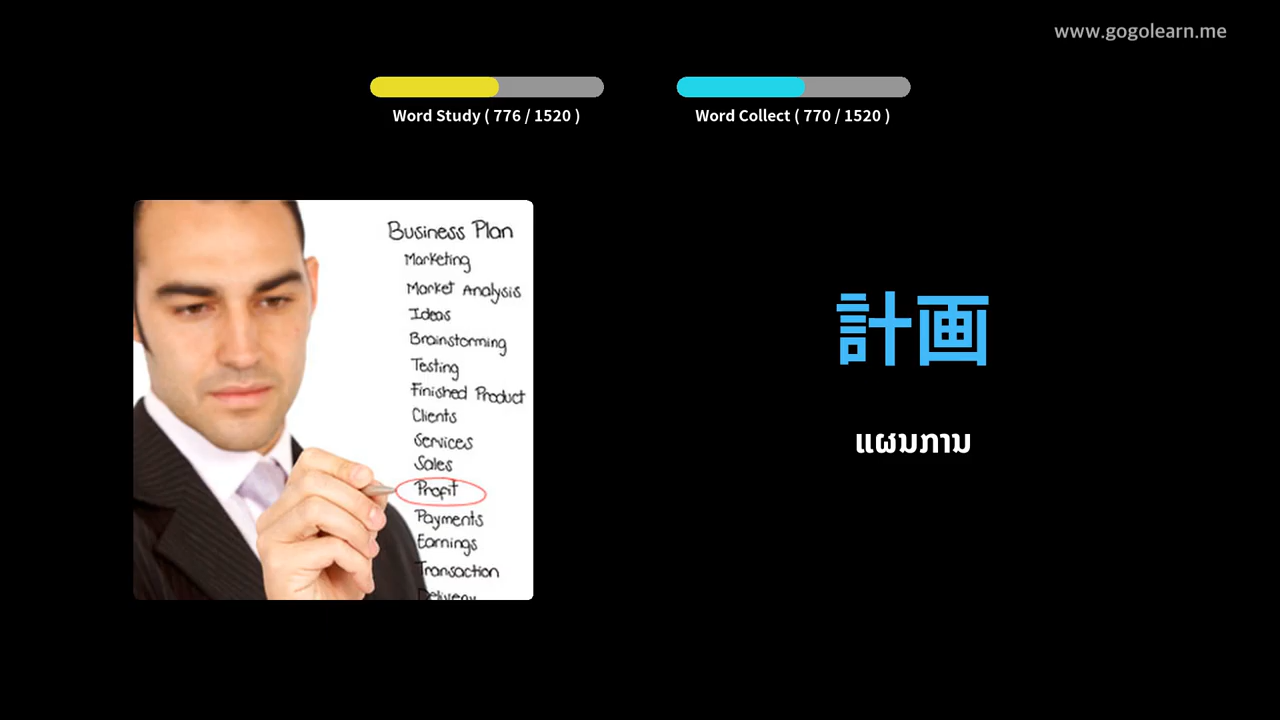 www.gogolearn.me
Word Study ( 776 / 1520 )
Word Collect ( 770 / 1520 )
Business Plan
Marketing
Market Analysis
Ideas
Brainstorming
Testing
Finished Product
Clients
Services
Sales
Profit
Payments
Earnings
Transaction
Delivery
計画
ແຜນການ